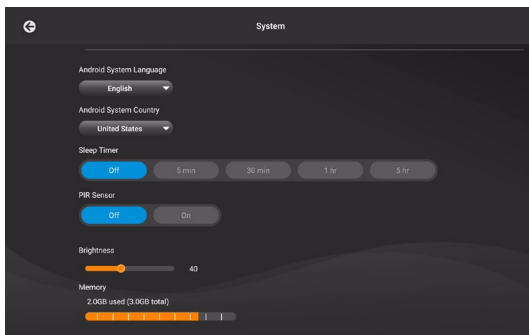 System
Android System Language
English
Android System Country
United States
Sleep Timer
Off 5 min 30 min 1 hr 5 hr
PIR Sensor
Off On
Brightness
40
Memory
2.0GB used (3.0GB total)